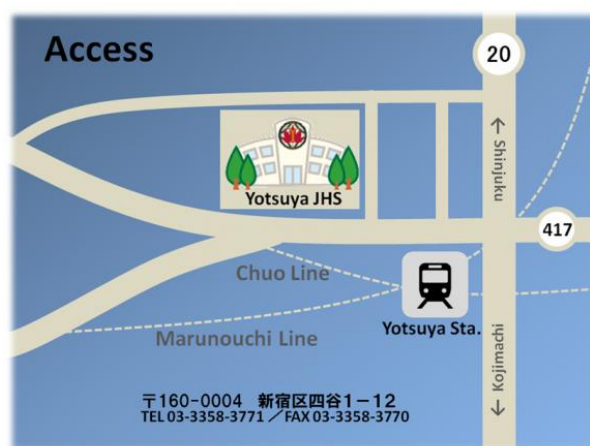 Access
20
← Shinjuku
Yotsuya JHS
417
Chuo Line
Yotsuya Sta.
Marunouchi Line
Kojimachi →
〒160-0004 新宿区四谷1-12
TEL 03-3358-3771 ／FAX 03-3358-3770